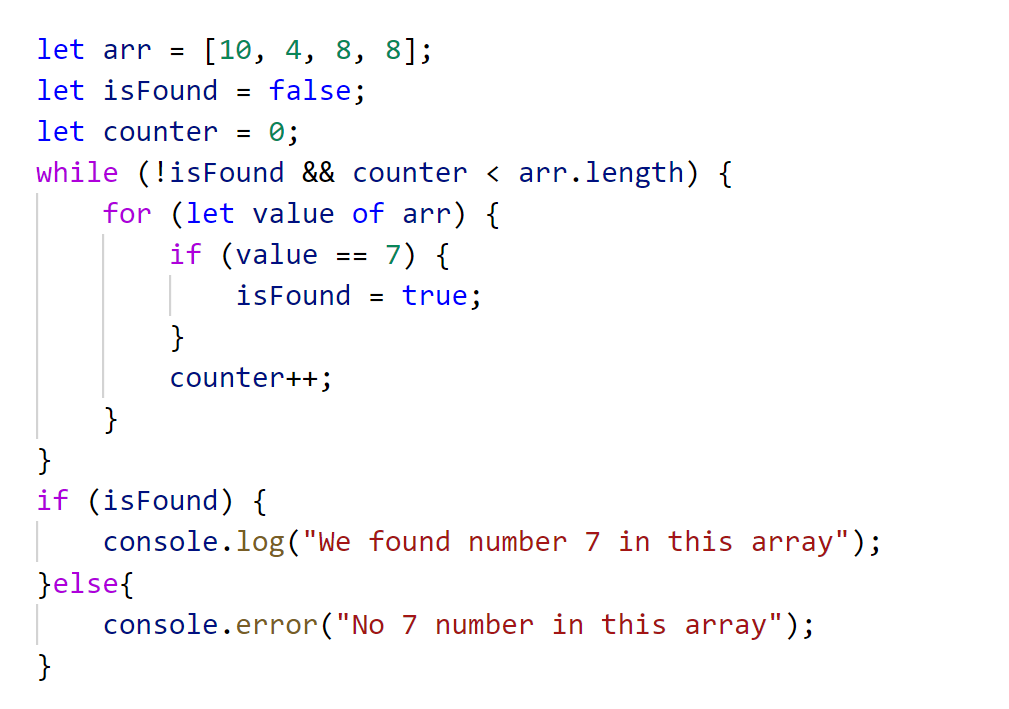 let arr = [10, 4, 8, 8];
let isFound = false;
let counter = 0;
while (!isFound && counter < arr.length) {
    for (let value of arr) {
        if (value == 7) {
            isFound = true;
        }
        counter++;
    }
}
if (isFound) {
    console.log("We found number 7 in this array");
}else{
    console.error("No 7 number in this array");
}